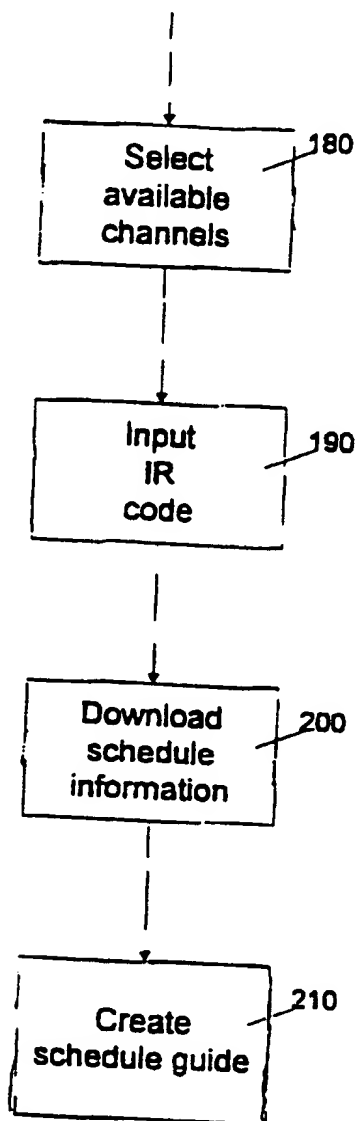 180
Select
available
channels
190
Input
IR
code
200
Download
schedule
information
210
Create
schedule guide